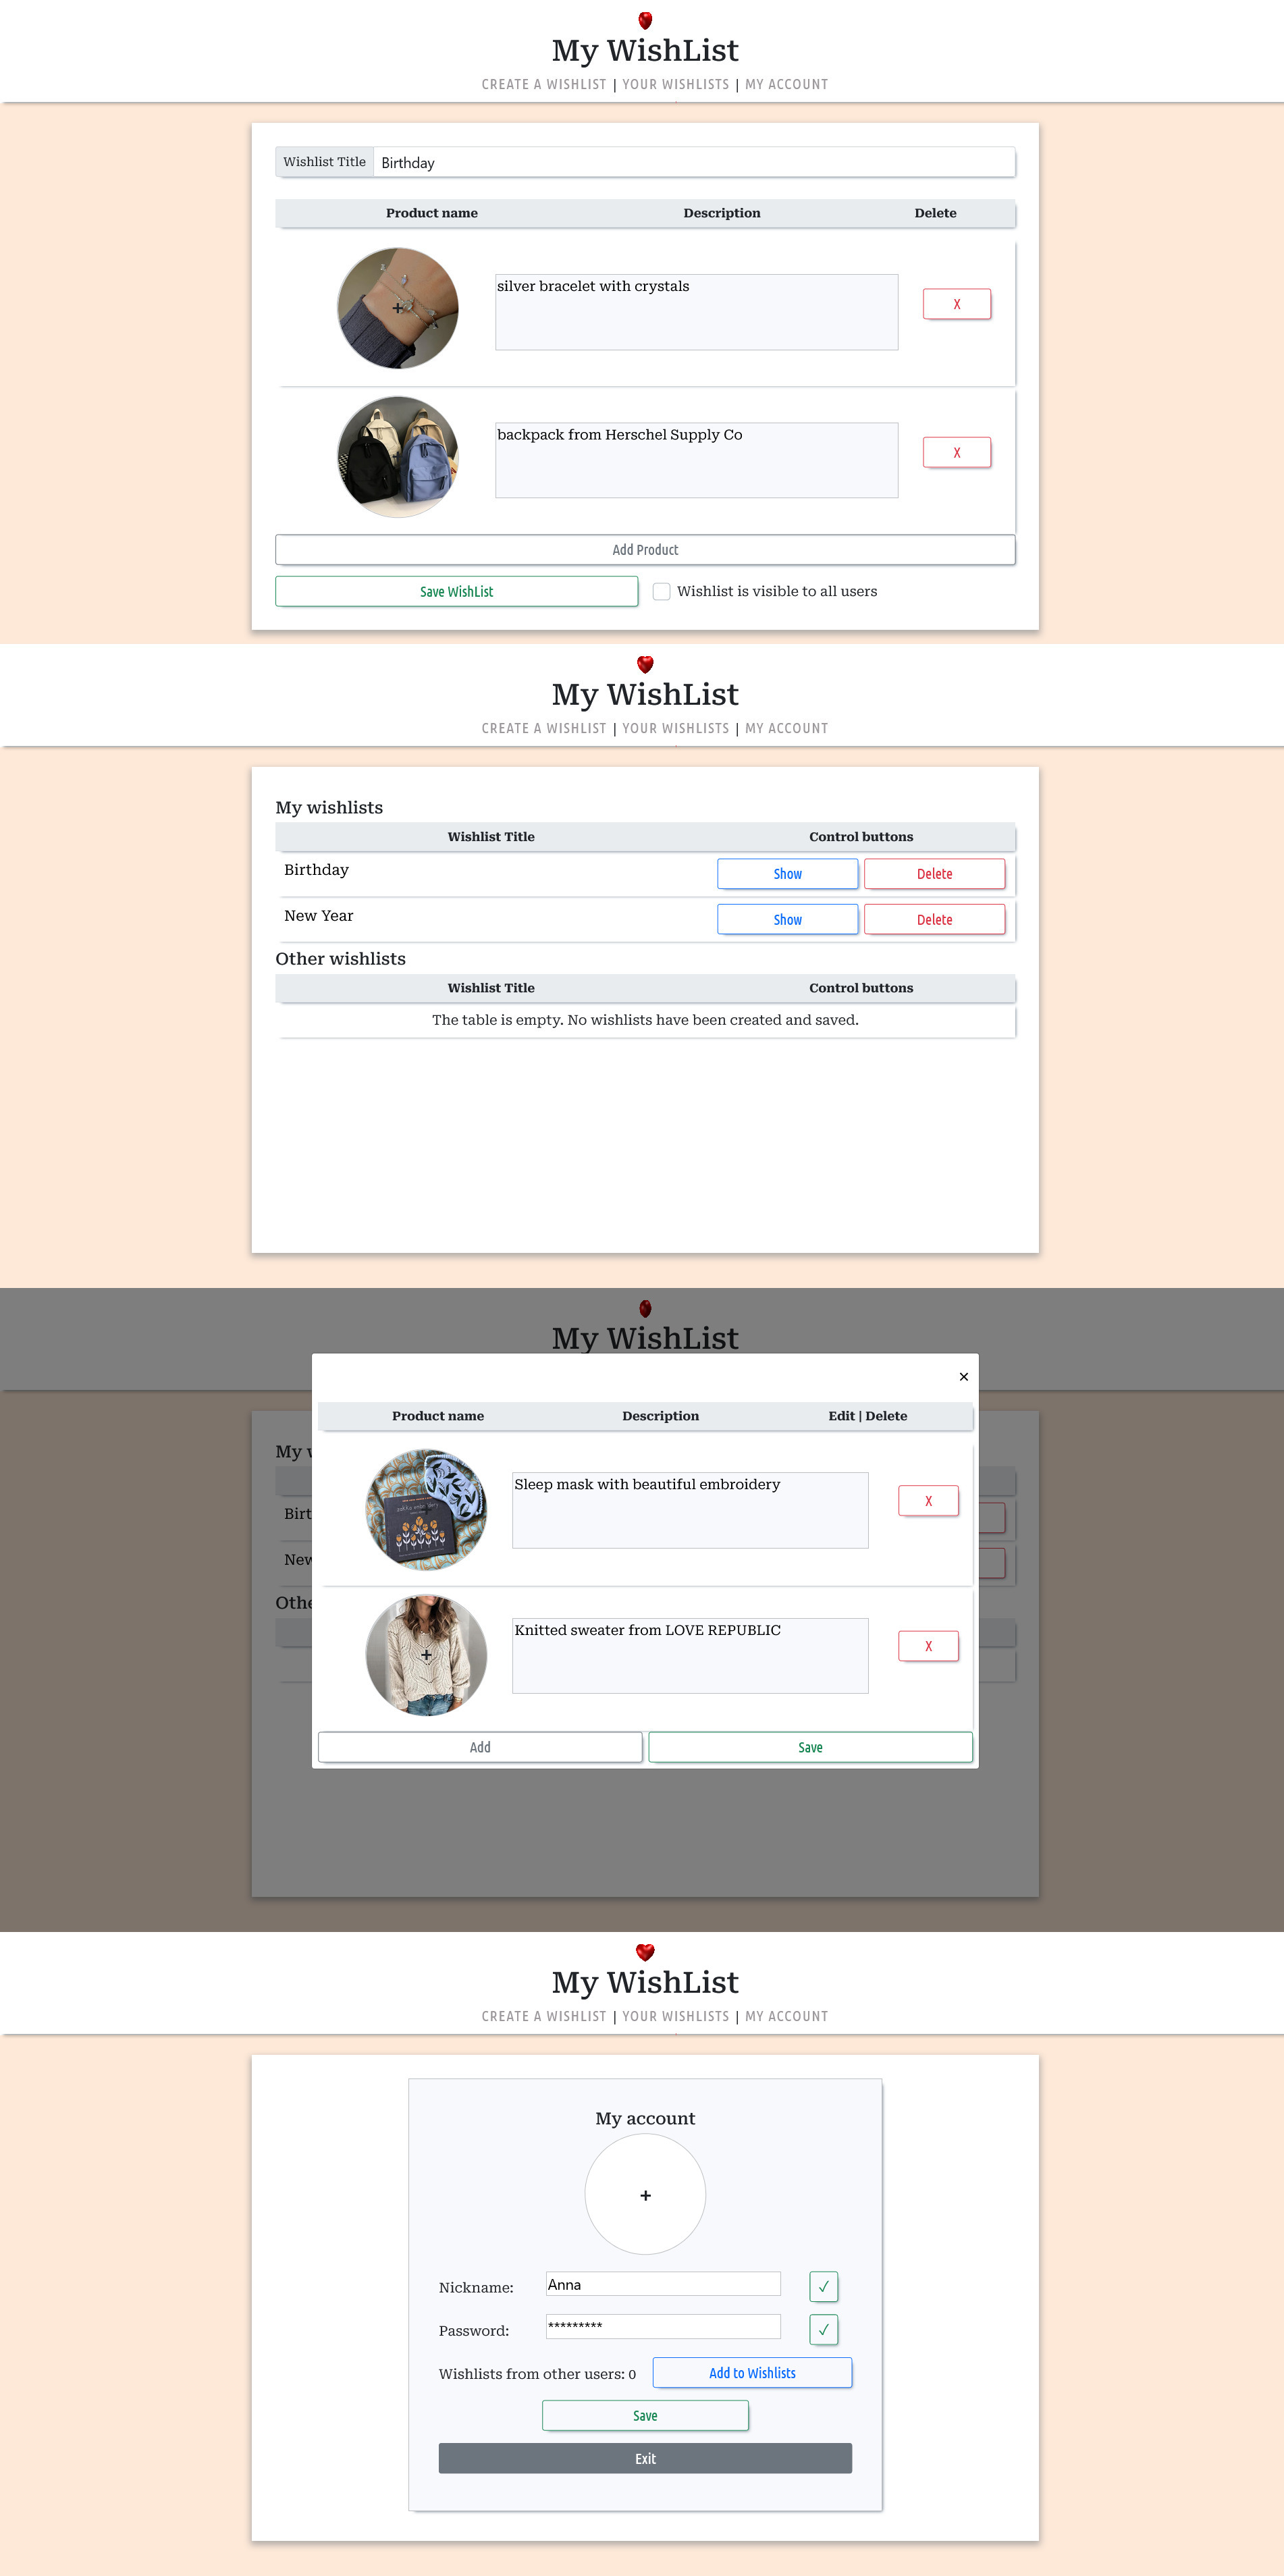 My WishList
CREATE A WISHLIST | YOUR WISHLISTS | MY ACCOUNT
Wishlist Title Birthday
Product name Description Delete
+
silver bracelet with crystals
X
backpack from Herschel Supply Co
X
Add Product
Save WishList Wishlist is visible to all users
My WishList
CREATE A WISHLIST | YOUR WISHLISTS | MY ACCOUNT
My wishlists
Wishlist Title Control buttons
Birthday Show Delete
New Year Show Delete
Other wishlists
Wishlist Title Control buttons
The table is empty. No wishlists have been created and saved.
My WishList
×
Product name Description Edit | Delete
My
Sleep mask with beautiful embroidery
X
Birt
New
Othe
Knitted sweater from LOVE REPUBLIC
X
+
Add Save
My WishList
CREATE A WISHLIST | YOUR WISHLISTS | MY ACCOUNT
My account
+
Nickname: Anna ✓
Password: ********* ✓
Wishlists from other users: 0 Add to Wishlists
Save
Exit